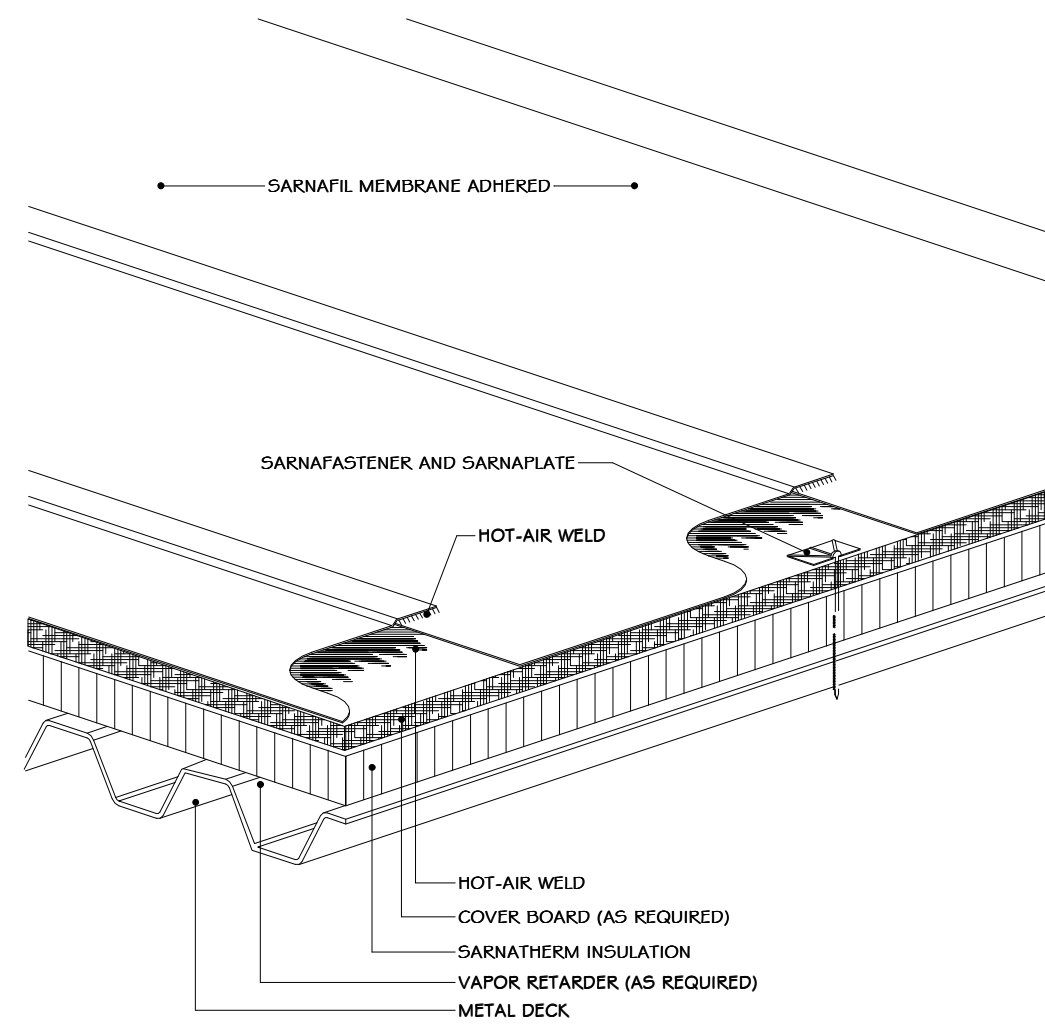 SARNAFIL MEMBRANE ADHERED
SARNAFASTENER AND SARNAPLATE
HOT-AIR WELD
HOT-AIR WELD
COVER BOARD (AS REQUIRED)
SARNATHERM INSULATION
VAPOR RETARDER (AS REQUIRED)
METAL DECK